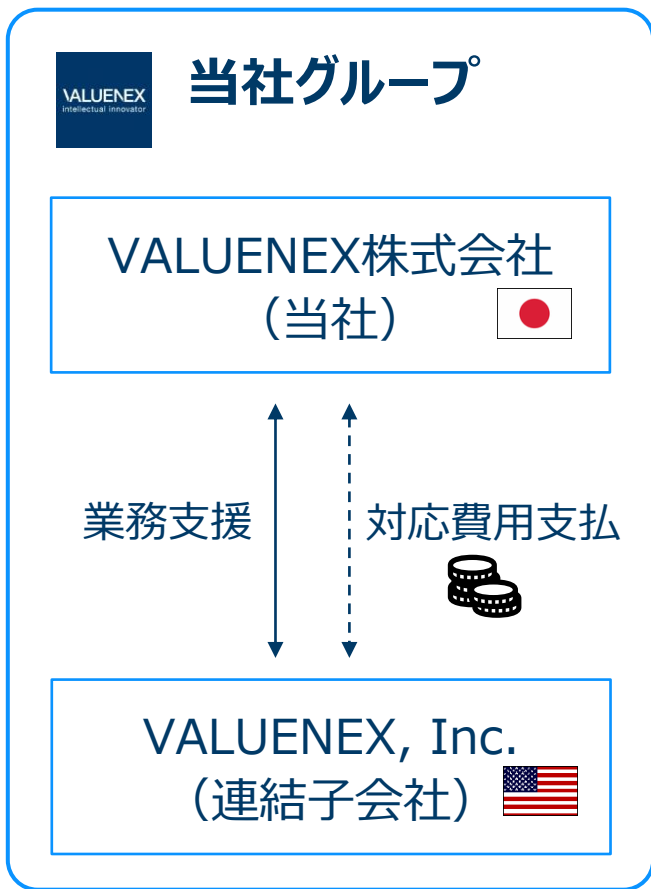 VALUENEX
intellectual innovator
当社グループ
VALUENEX株式会社
（当社）
業務支援
対応費用支払
VALUENEX, Inc.
（連結子会社）